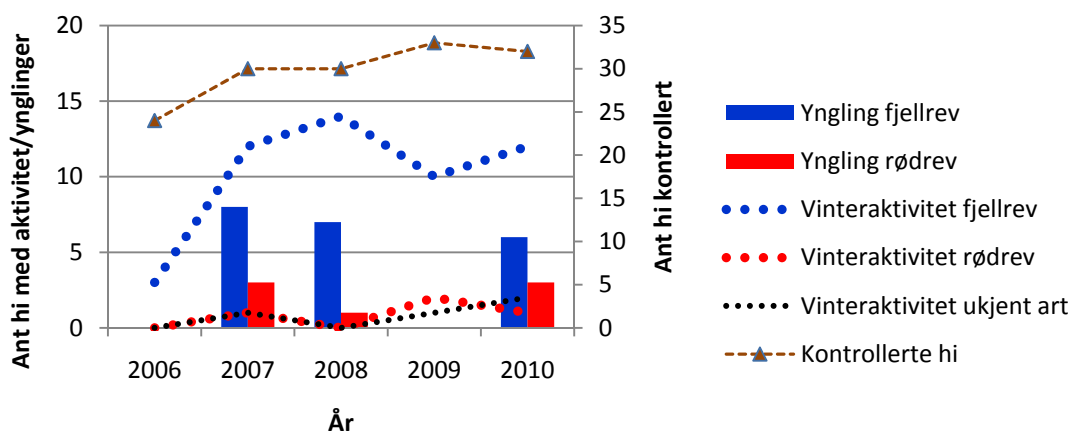 Ant hi med aktivitet/ynglinger
20
15
10
5
0
35
30
25
20
15
10
5
0
Ant hi kontrollert
2006 2007 2008 2009 2010
År
Yngling fjellrev
Yngling rødrev
Vinteraktivitet fjellrev
Vinteraktivitet rødrev
Vinteraktivitet ukjent art
Kontrollerte hi